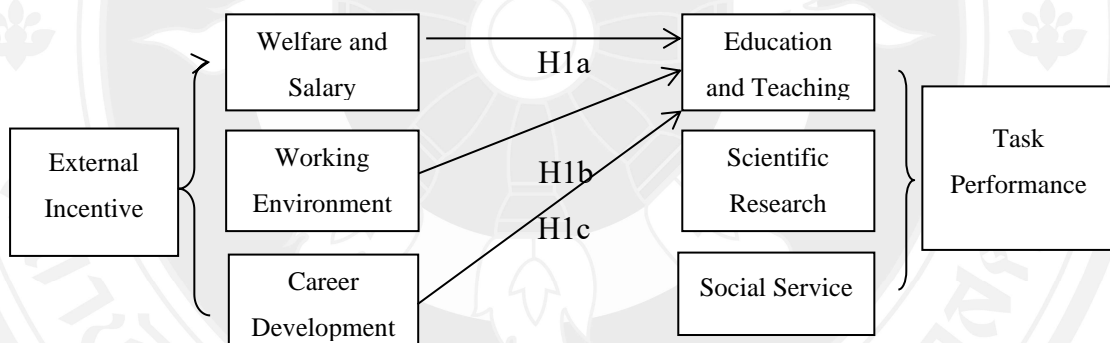 Welfare and
Salary
Education
and Teaching
H1a
External
Incentive
Working
Environment
H1b
Scientific
Research
Task
Performance
H1c
Career
Development
Social Service